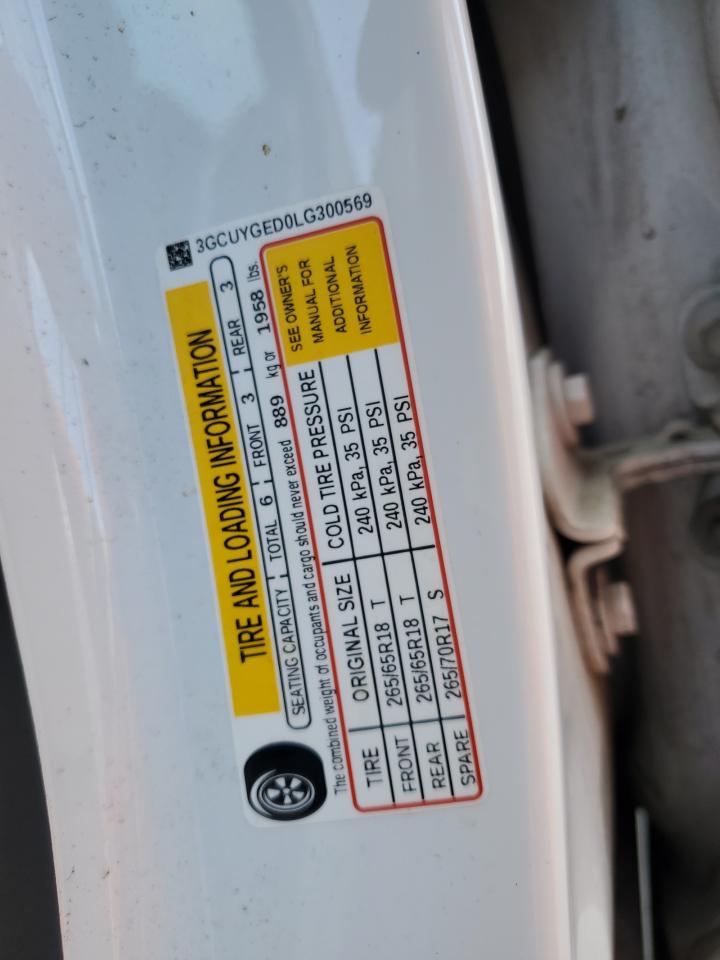 3GCUYGED0LG300569
TIRE AND LOADING INFORMATION
SEATING CAPACITY TOTAL 6 FRONT 3 REAR 3
The combined weight of occupants and cargo should never exceed 889 kg or 1958 lbs.
TIRE ORIGINAL SIZE COLD TIRE PRESSURE
FRONT 265/65R18 T 240 kPa, 35 PSI
REAR 265/65R18 T 240 kPa, 35 PSI
SPARE 265/70R17 S 240 kPa, 35 PSI
SEE OWNER'S
MANUAL FOR
ADDITIONAL
INFORMATION